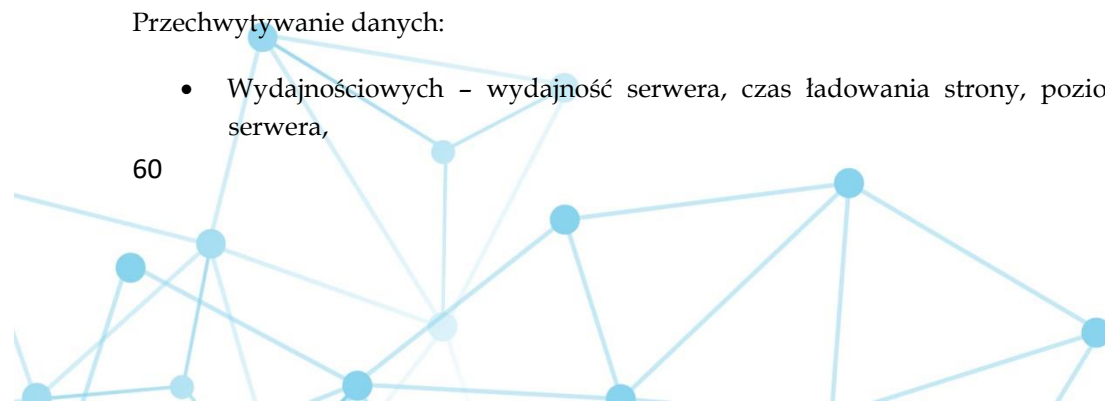 Przechwytywanie danych:
• Wydajnościowych – wydajność serwera, czas ładowania strony,
serwera,
60